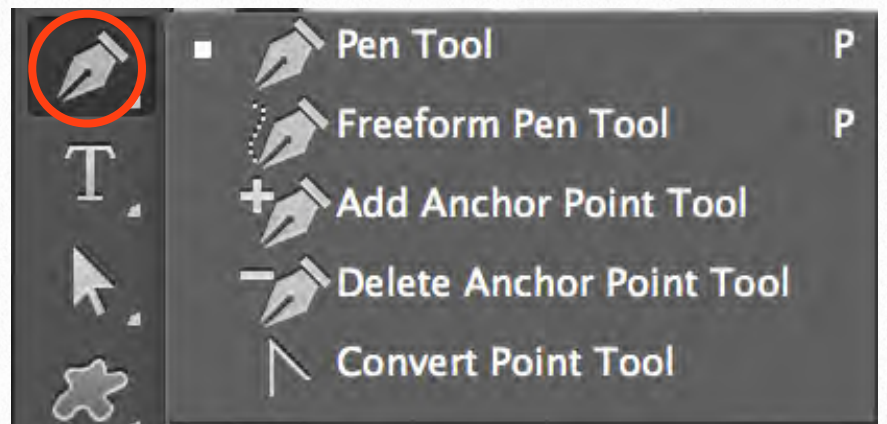 Pen Tool P
Freeform Pen Tool P
T
Add Anchor Point Tool
Delete Anchor Point Tool
Convert Point Tool